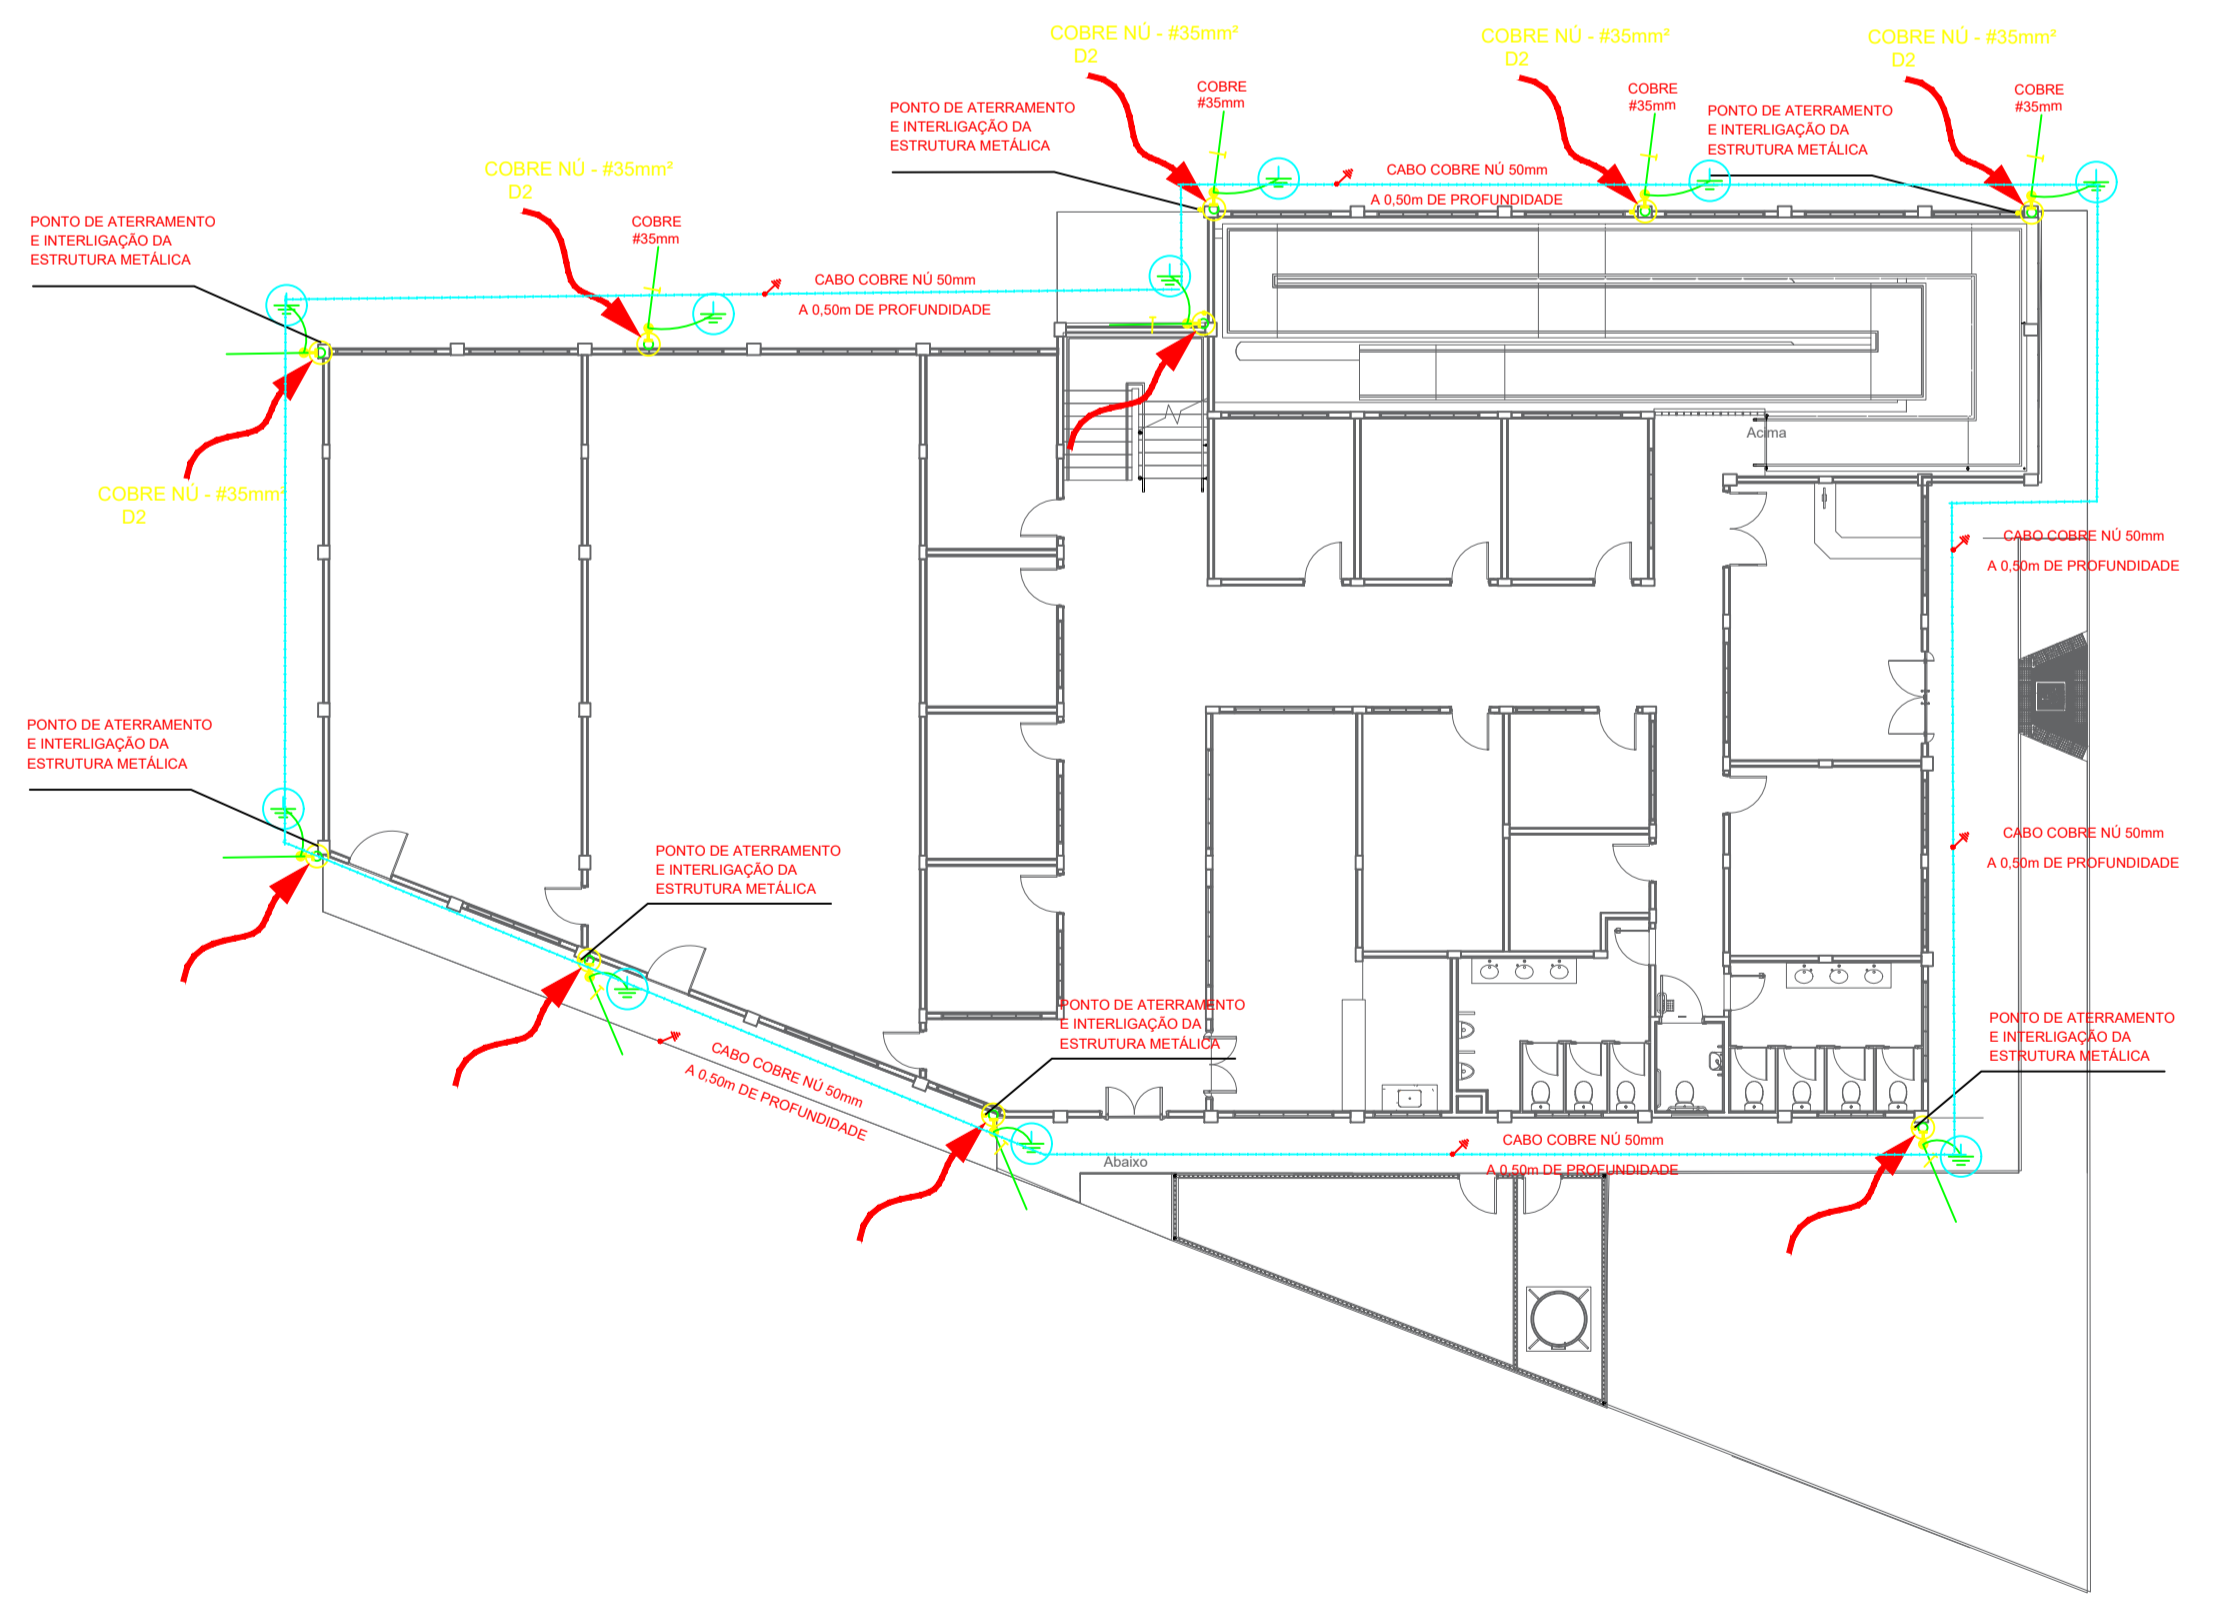 COBRE NÚ - #35mm²
D2
COBRE NÚ - #35mm²
D2
COBRE NÚ - #35mm²
D2
COBRE
#35mm
COBRE
#35mm
COBRE
#35mm
PONTO DE ATERRAMENTO
E INTERLIGAÇÃO DA
ESTRUTURA METÁLICA
PONTO DE ATERRAMENTO
E INTERLIGAÇÃO DA
ESTRUTURA METÁLICA
CABO COBRE NÚ 50mm
A 0,50m DE PROFUNDIDADE
COBRE NÚ - #35mm²
D2
PONTO DE ATERRAMENTO
E INTERLIGAÇÃO DA
ESTRUTURA METÁLICA
COBRE
#35mm
CABO COBRE NÚ 50mm
A 0,50m DE PROFUNDIDADE
Acima
COBRE NÚ - #35mm²
D2
CABO COBRE NÚ 50mm
A 0,50m DE PROFUNDIDADE
PONTO DE ATERRAMENTO
E INTERLIGAÇÃO DA
ESTRUTURA METÁLICA
CABO COBRE NÚ 50mm
A 0,50m DE PROFUNDIDADE
PONTO DE ATERRAMENTO
E INTERLIGAÇÃO DA
ESTRUTURA METÁLICA
PONTO DE ATERRAMENTO
E INTERLIGAÇÃO DA
ESTRUTURA METÁLICA
PONTO DE ATERRAMENTO
E INTERLIGAÇÃO DA
ESTRUTURA METÁLICA
CABO COBRE NÚ 50mm
A 0,50m DE PROFUNDIDADE
CABO COBRE NÚ 50mm
A 0,50m DE PROFUNDIDADE
Abaixo